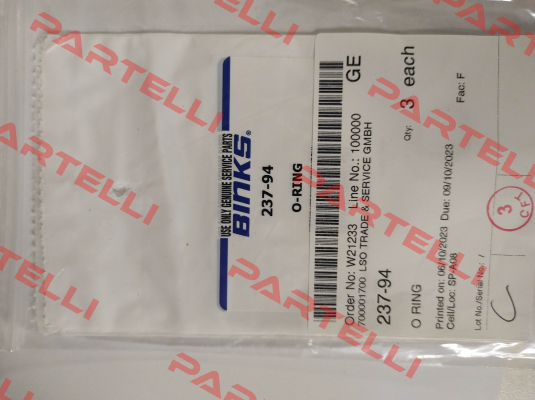 USE ONLY GENUINE SERVICE PARTS
BINKS®
237-94
O-RING
Order No: W21233 Line No.: 100000
700001700 LSO TRADE & SERVICE GMBH
GE
237-94
Qty: 3 each
O RING
Printed on: 06/10/2023 Due: 09/10/2023
Cell/Loc: SP-A08
Fac: F
Lot No./Serial No.: /
3
PARTELLI
PARTELLI
PARTELLI
PARTELLI
PARTELLI
PARTELLI